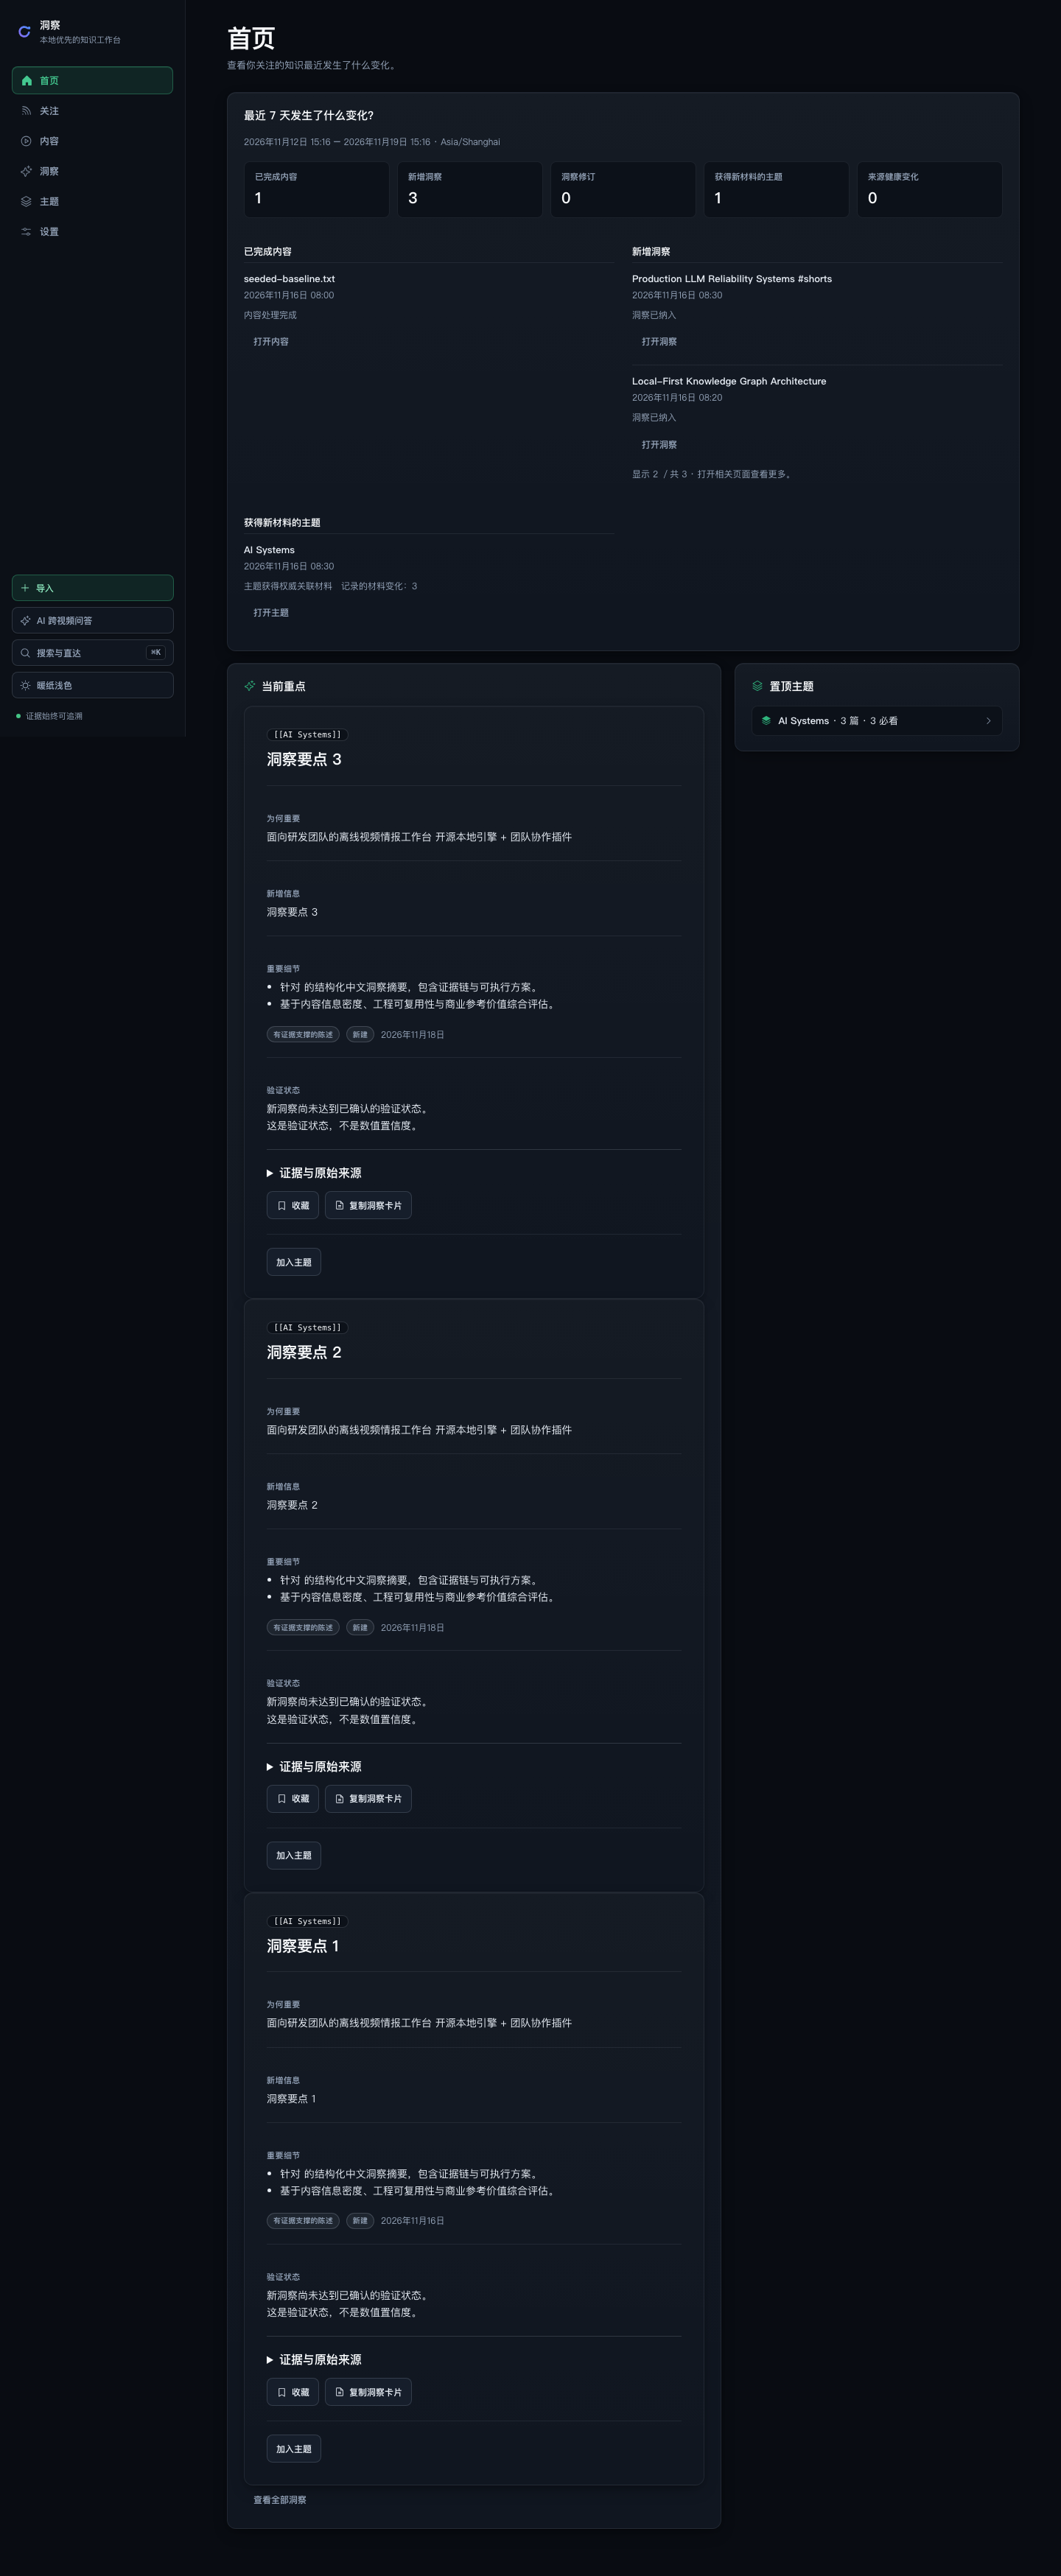 洞察
本地优先的知识工作台
首页
关注
内容
洞察
主题
设置
导入
AI 跨视频问答
搜索与直达 ⌘K
暖纸浅色
证据始终可追溯
首页
查看你关注的知识最近发生了什么变化。
最近 7 天发生了什么变化?
2026年11月12日 15:16 — 2026年11月19日 15:16 · Asia/Shanghai
已完成内容
1
新增洞察
3
洞察修订
0
获得新材料的主题
1
来源健康变化
0
已完成内容
seeded-baseline.txt
2026年11月16日 08:00
内容处理完成
打开内容
新增洞察
Production LLM Reliability Systems #shorts
2026年11月16日 08:30
洞察已纳入
打开洞察
Local-First Knowledge Graph Architecture
2026年11月16日 08:20
洞察已纳入
打开洞察
显示 2 / 共 3 · 打开相关页面查看更多。
获得新材料的主题
AI Systems
2026年11月16日 08:30
主题获得权威关联材料 记录的材料变化：3
打开主题
当前重点
[[AI Systems]]
洞察要点 3
为何重要
面向研发团队的离线视频情报工作台 开源本地引擎 + 团队协作插件
新增信息
洞察要点 3
重要细节
• 针对 的结构化中文洞察摘要，包含证据链与可执行方案。
• 基于内容信息密度、工程可复用性与商业参考价值综合评估。
有证据支撑的陈述 新建 2026年11月18日
验证状态
新洞察尚未达到已确认的验证状态。
这是验证状态，不是数值置信度。
▶ 证据与原始来源
收藏 复制洞察卡片
加入主题
[[AI Systems]]
洞察要点 2
为何重要
面向研发团队的离线视频情报工作台 开源本地引擎 + 团队协作插件
新增信息
洞察要点 2
重要细节
• 针对 的结构化中文洞察摘要，包含证据链与可执行方案。
• 基于内容信息密度、工程可复用性与商业参考价值综合评估。
有证据支撑的陈述 新建 2026年11月18日
验证状态
新洞察尚未达到已确认的验证状态。
这是验证状态，不是数值置信度。
▶ 证据与原始来源
收藏 复制洞察卡片
加入主题
[[AI Systems]]
洞察要点 1
为何重要
面向研发团队的离线视频情报工作台 开源本地引擎 + 团队协作插件
新增信息
洞察要点 1
重要细节
• 针对 的结构化中文洞察摘要，包含证据链与可执行方案。
• 基于内容信息密度、工程可复用性与商业参考价值综合评估。
有证据支撑的陈述 新建 2026年11月16日
验证状态
新洞察尚未达到已确认的验证状态。
这是验证状态，不是数值置信度。
▶ 证据与原始来源
收藏 复制洞察卡片
加入主题
查看全部洞察
置顶主题
AI Systems · 3 篇 · 3 必看